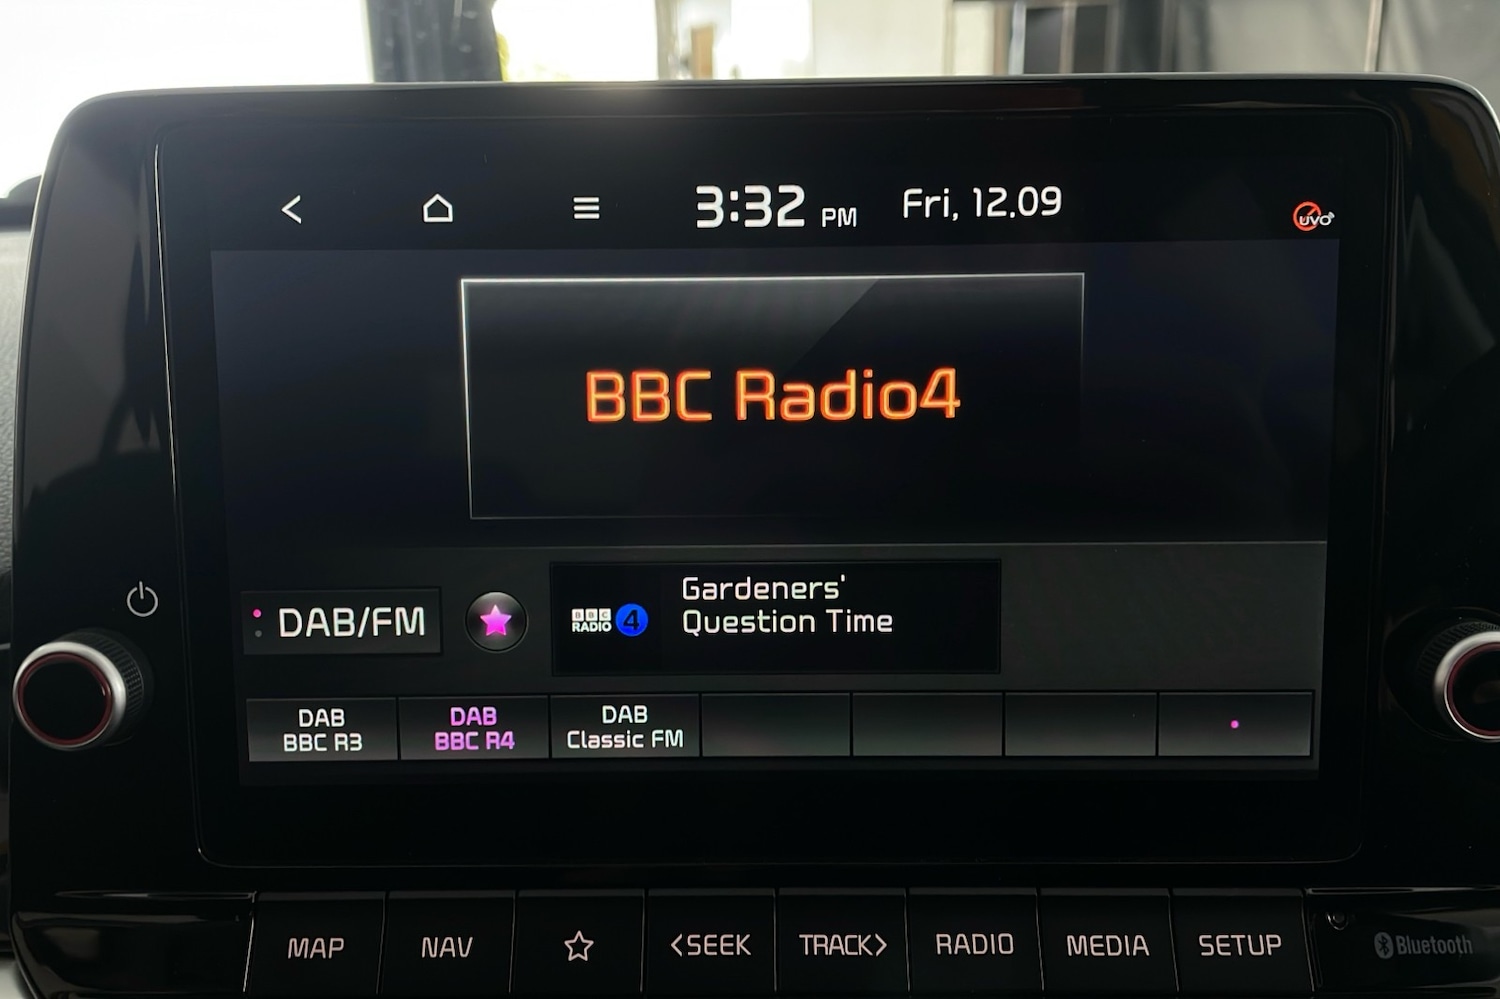 3:32 PM Fri, 12.09
UVO
BBC Radio4
DAB/FM
BBC
RADIO 4
Gardeners'
Question Time
DAB
BBC R3
DAB
BBC R4
DAB
Classic FM
MAP
NAV
<SEEK
TRACK>
RADIO
MEDIA
SETUP
Bluetooth